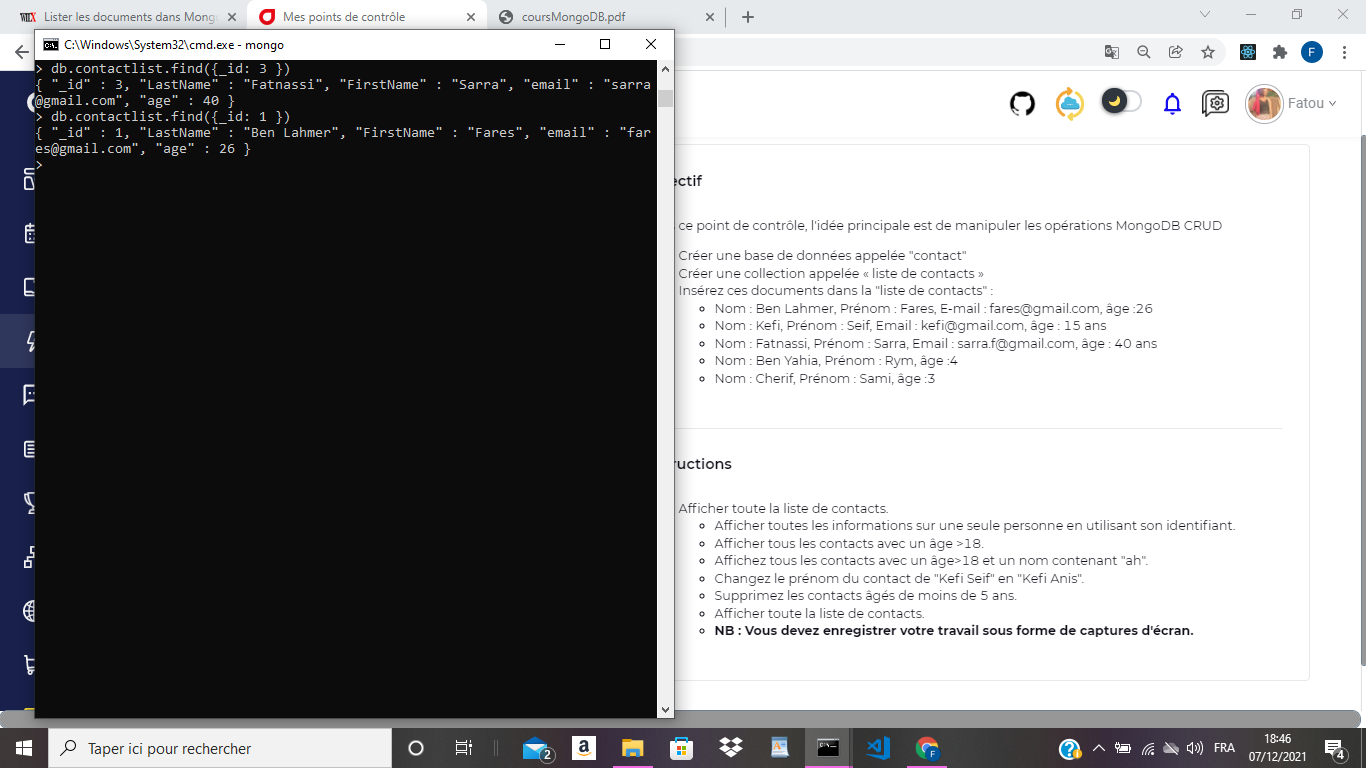 Lister les documents dans Mong
Mes points de contrôle
coursMongoDB.pdf
C:\Windows\System32\cmd.exe - mongo
> db.contactlist.find({_id: 3 })
{ "_id" : 3, "LastName" : "Fatnassi", "FirstName" : "Sarra", "email" : "sarra
@gmail.com", "age" : 40 }
> db.contactlist.find({_id: 1 })
{ "_id" : 1, "LastName" : "Ben Lahmer", "FirstName" : "Fares", "email" : "far
es@gmail.com", "age" : 26 }
>
F
Fatou
ectif
ce point de contrôle, l'idée principale est de manipuler les opérations MongoDB CRUD
Créer une base de données appelée "contact"
Créer une collection appelée « liste de contacts »
Insérez ces documents dans la "liste de contacts" :
Nom : Ben Lahmer, Prénom : Fares, E-mail : fares@gmail.com, âge :26
Nom : Kefi, Prénom : Seif, Email : kefi@gmail.com, âge : 15 ans
Nom : Fatnassi, Prénom : Sarra, Email : sarra.f@gmail.com, âge : 40 ans
Nom : Ben Yahia, Prénom : Rym, âge :4
Nom : Cherif, Prénom : Sami, âge :3
ructions
Afficher toute la liste de contacts.
Afficher toutes les informations sur une seule personne en utilisant son identifiant.
Afficher tous les contacts avec un âge >18.
Affichez tous les contacts avec un âge>18 et un nom contenant "ah".
Changez le prénom du contact de "Kefi Seif" en "Kefi Anis".
Supprimez les contacts âgés de moins de 5 ans.
Afficher toute la liste de contacts.
NB : Vous devez enregistrer votre travail sous forme de captures d'écran.
Taper ici pour rechercher
2
a
F
FRA
18:46
07/12/2021
4